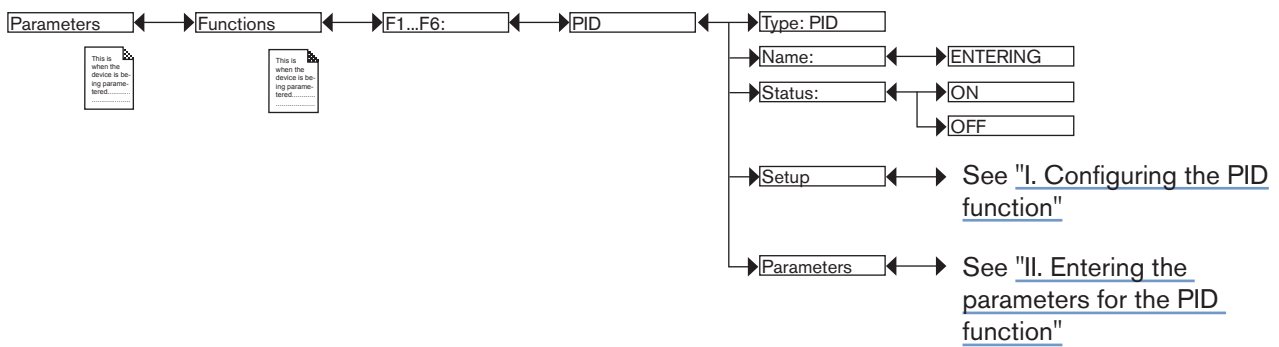 Parameters
Functions
F1...F6:
PID
Type: PID
Name:
ENTERING
Status:
ON
OFF
This is
when the
device is be-
ing parame-
tered...........
...................
This is
when the
device is be-
ing parame-
tered...........
...................
Setup
See "I. Configuring the PID
function"
Parameters
See "II. Entering the
parameters for the PID
function"